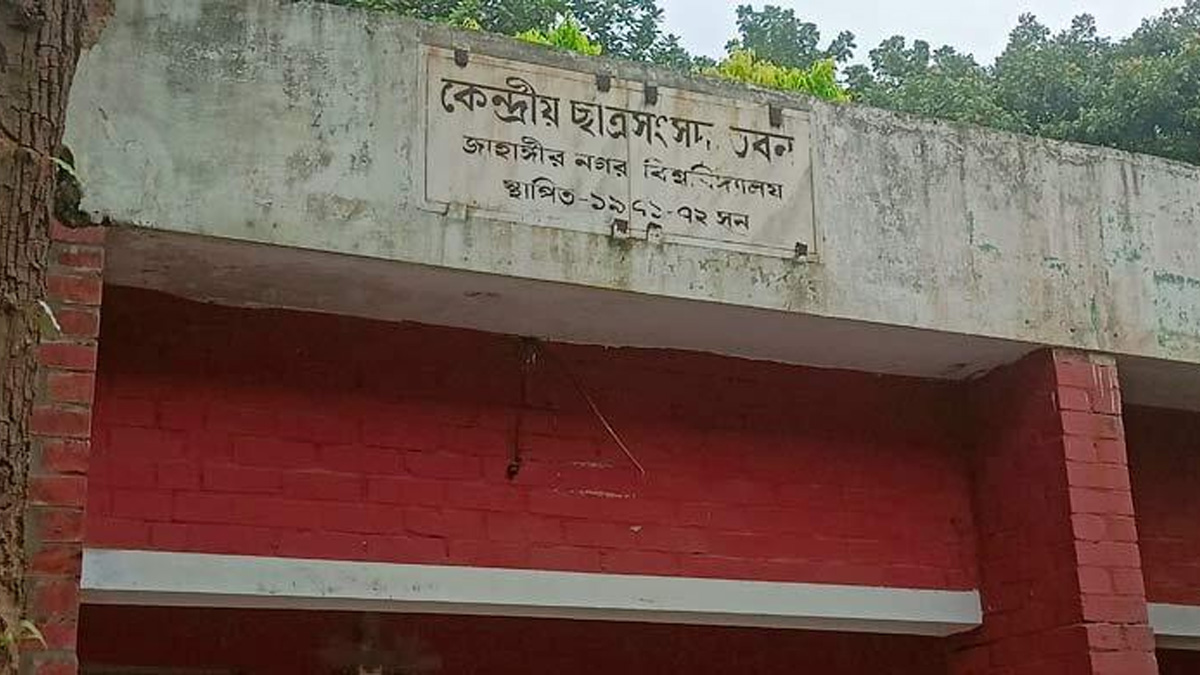 কেন্দ্রীয় ছাত্রসংসদ ভবন
জাহাঙ্গীর নগর বিশ্ববিদ্যালয়
স্থাপিত-১৯৭১-৭২ সন